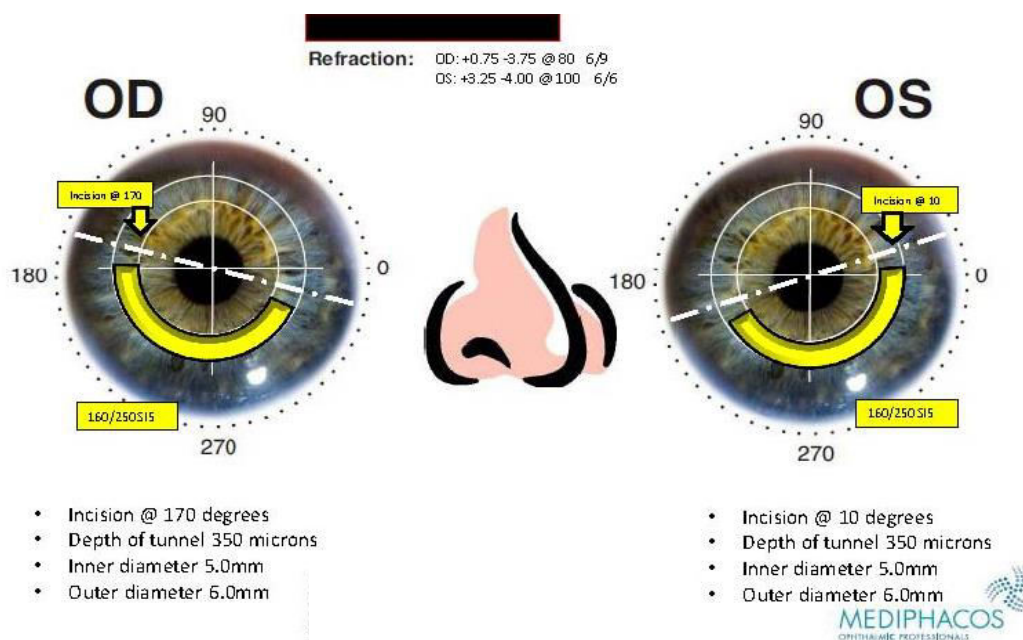 Refraction: OD: +0.75 -3.75 @ 80 6/9
OS: +3.25 -4.00 @ 100 6/6
OD
OS
90
90
Incision @ 170
Incision @ 10
180
0
180
0
160/250SI5
160/250SI5
270
270
• Incision @ 170 degrees
• Depth of tunnel 350 microns
• Inner diameter 5.0mm
• Outer diameter 6.0mm
• Incision @ 10 degrees
• Depth of tunnel 350 microns
• Inner diameter 5.0mm
• Outer diameter 6.0mm
MEDIPHACOS
OPHTHALMIC PROFESSIONALS